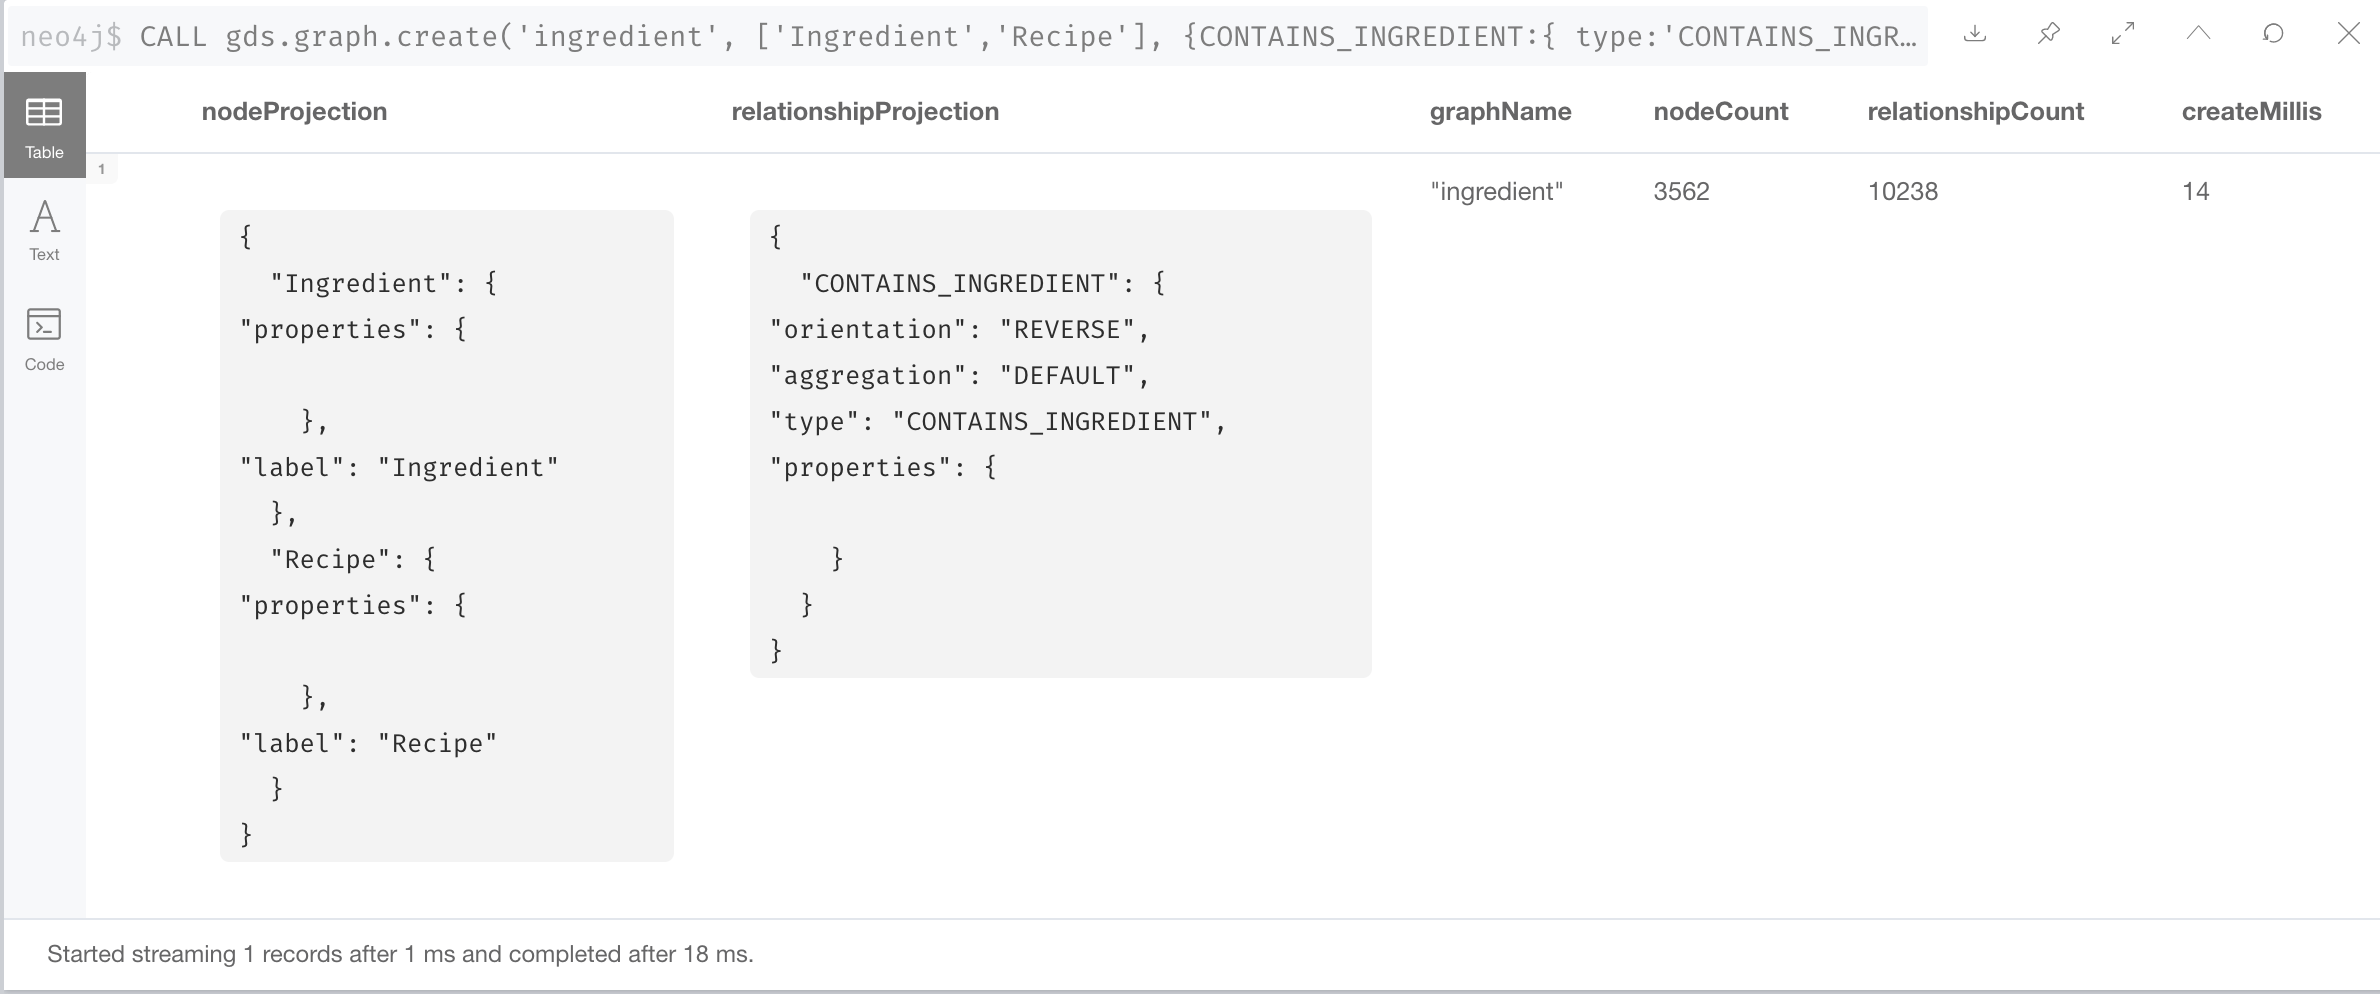 neo4j$ CALL gds.graph.create('ingredient', ['Ingredient','Recipe'], {CONTAINS_INGREDIENT:{ type:'CONTAINS_INGR…
Table
Text
Code
nodeProjection relationshipProjection graphName nodeCount relationshipCount createMillis
1
"ingredient" 3562 10238 14
{
"Ingredient": {
"properties": {
},
"label": "Ingredient"
},
"Recipe": {
"properties": {
},
"label": "Recipe"
}
}
{
"CONTAINS_INGREDIENT": {
"orientation": "REVERSE",
"aggregation": "DEFAULT",
"type": "CONTAINS_INGREDIENT",
"properties": {
}
}
}
Started streaming 1 records after 1 ms and completed after 18 ms.